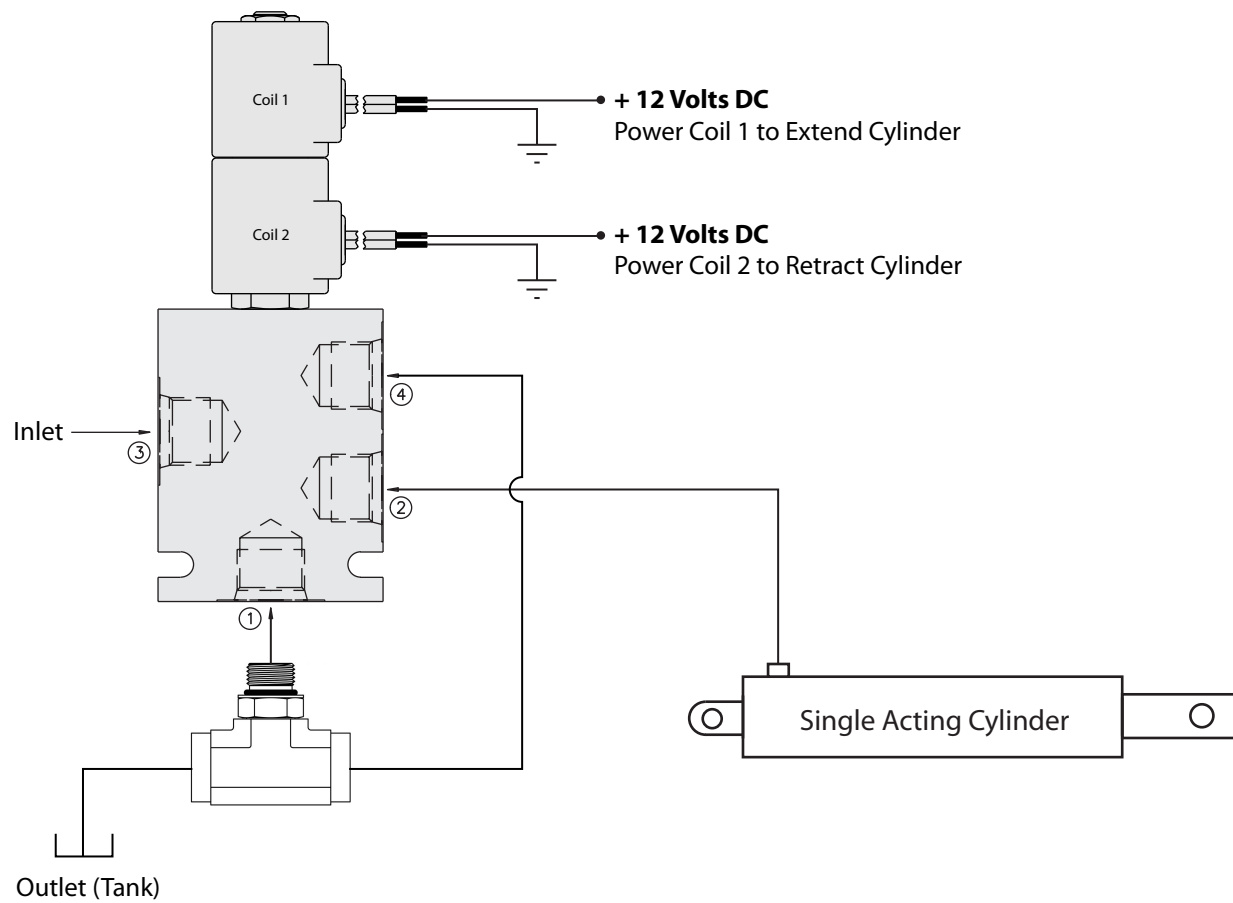 Coil 1
+ 12 Volts DC
Power Coil 1 to Extend Cylinder
Coil 2
+ 12 Volts DC
Power Coil 2 to Retract Cylinder
4
Inlet
3
2
1
Single Acting Cylinder
Outlet (Tank)